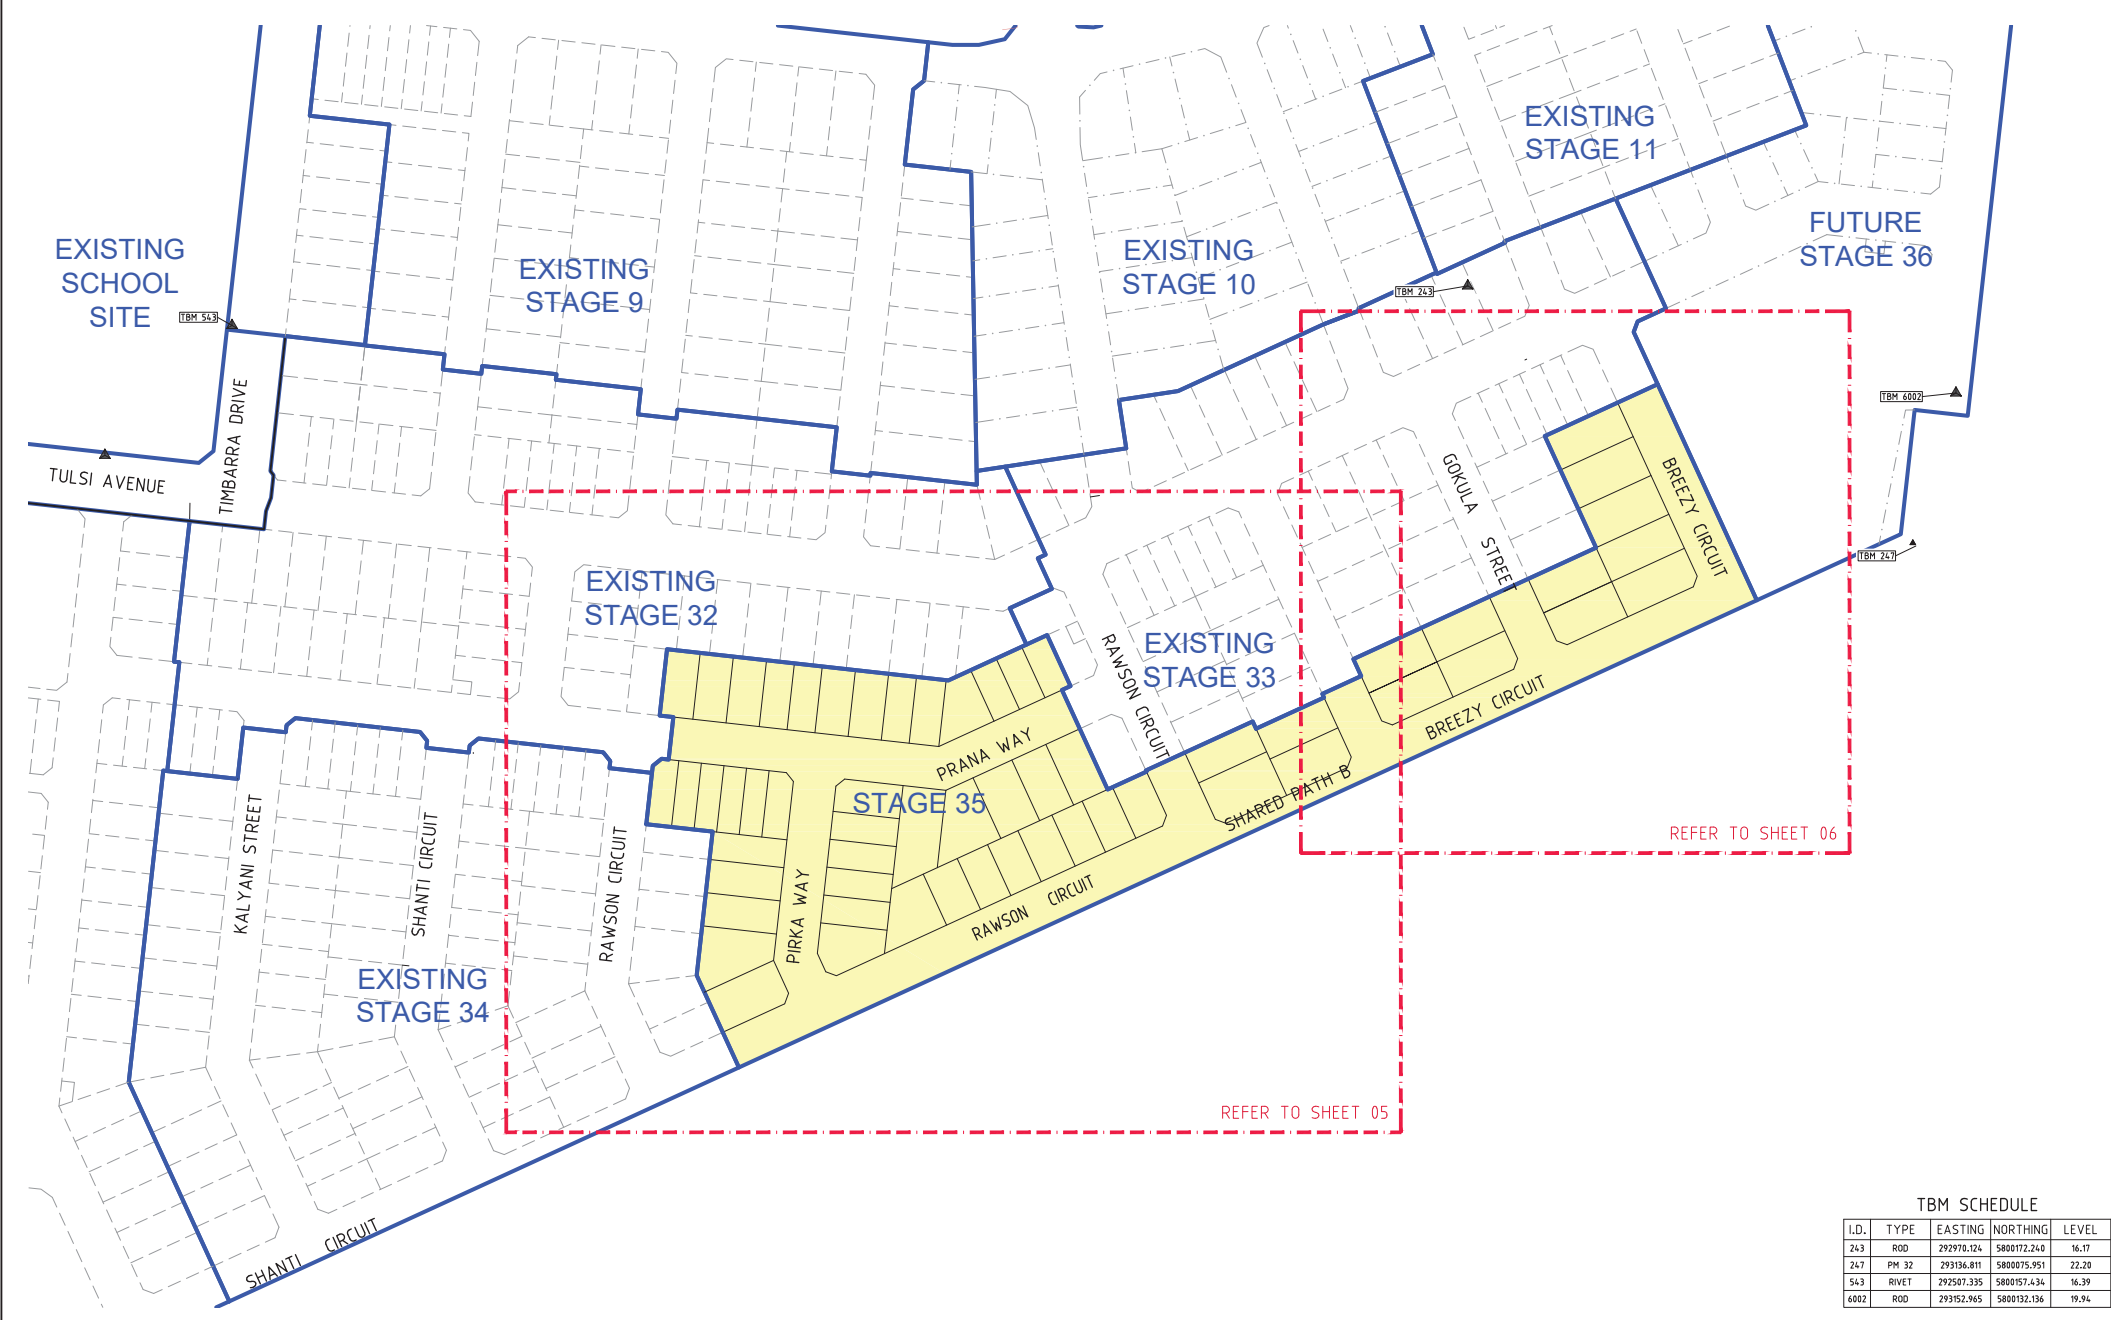 EXISTING
STAGE 11
FUTURE
STAGE 36
EXISTING
SCHOOL
SITE
EXISTING
STAGE 9
EXISTING
STAGE 10
TBM 543
TBM 243
TBM 6002
TBM 247
TULSI AVENUE
TIMBARRA DRIVE
GOKULA STREET
BREEZY CIRCUIT
EXISTING
STAGE 32
EXISTING
STAGE 33
RAWSON CIRCUIT
PRANA WAY
STAGE 35
BREEZY CIRCUIT
SHARED PATH B
REFER TO SHEET 06
KALYANI STREET
SHANTI CIRCUIT
RAWSON CIRCUIT
PIRKA WAY
RAWSON CIRCUIT
EXISTING
STAGE 34
REFER TO SHEET 05
SHANTI CIRCUIT
TBM SCHEDULE
I.D. TYPE EASTING NORTHING LEVEL
243 ROD 292970.124 5800172.240 16.17
247 PM 32 293136.811 5800075.951 22.20
543 RIVET 292507.335 5800157.434 16.39
6002 ROD 293152.965 5800132.136 19.94